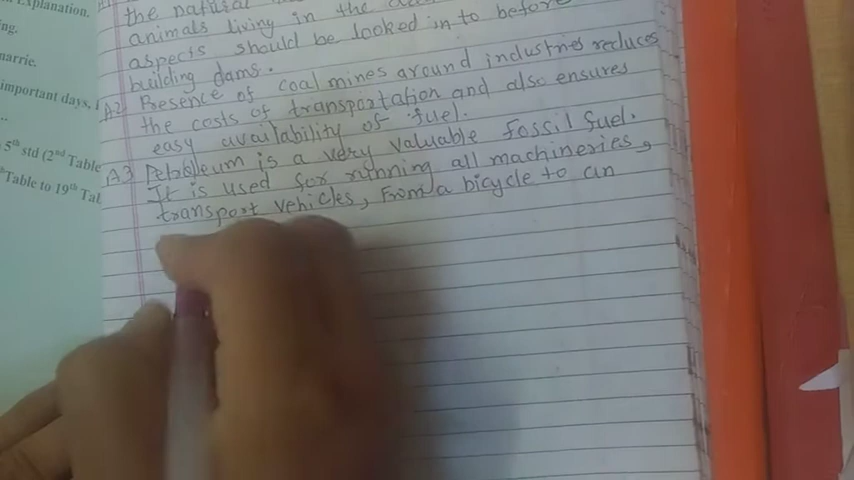 Explanation.
ng.
marrie.
important days,
5th std (2nd Table
Table to 19th Tal
the natural
animals living in the
aspects should be looked in to before
building dams.
A2 Presence of coal mines around industries reduces
the costs of transportation and also ensures
easy availability of fuel.
A3 Petroleum is a very valuable Fossil fuel.
It is used for running all machineries,
transport vehicles, From a bicycle to an